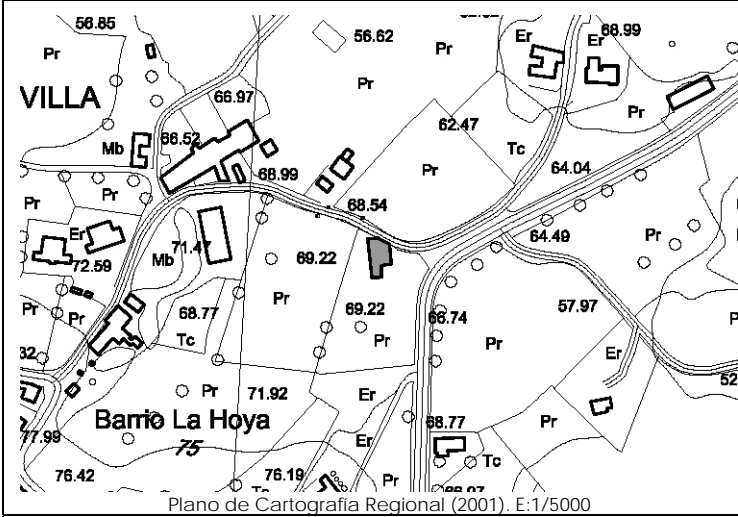 56.85
56.62
Er
Er
68.99
Pr
Pr
Pr
VILLA
66.97
Pr
62.47
Mb
66.52
Tc
68.99
Pr
64.04
Pr
Pr
68.54
Er
71.47
69.22
64.49
Pr
72.59
Mb
Pr
69.22
57.97
Pr
Pr
68.77
66.74
Tc
Pr
Pr
Er
Pr
71.92
Er
Barrio La Hoya
68.77
Pr
75
Er
77.99
Tc
76.42
76.19
Pr
Plano de Cartografía Regional (2001). E:1/5000